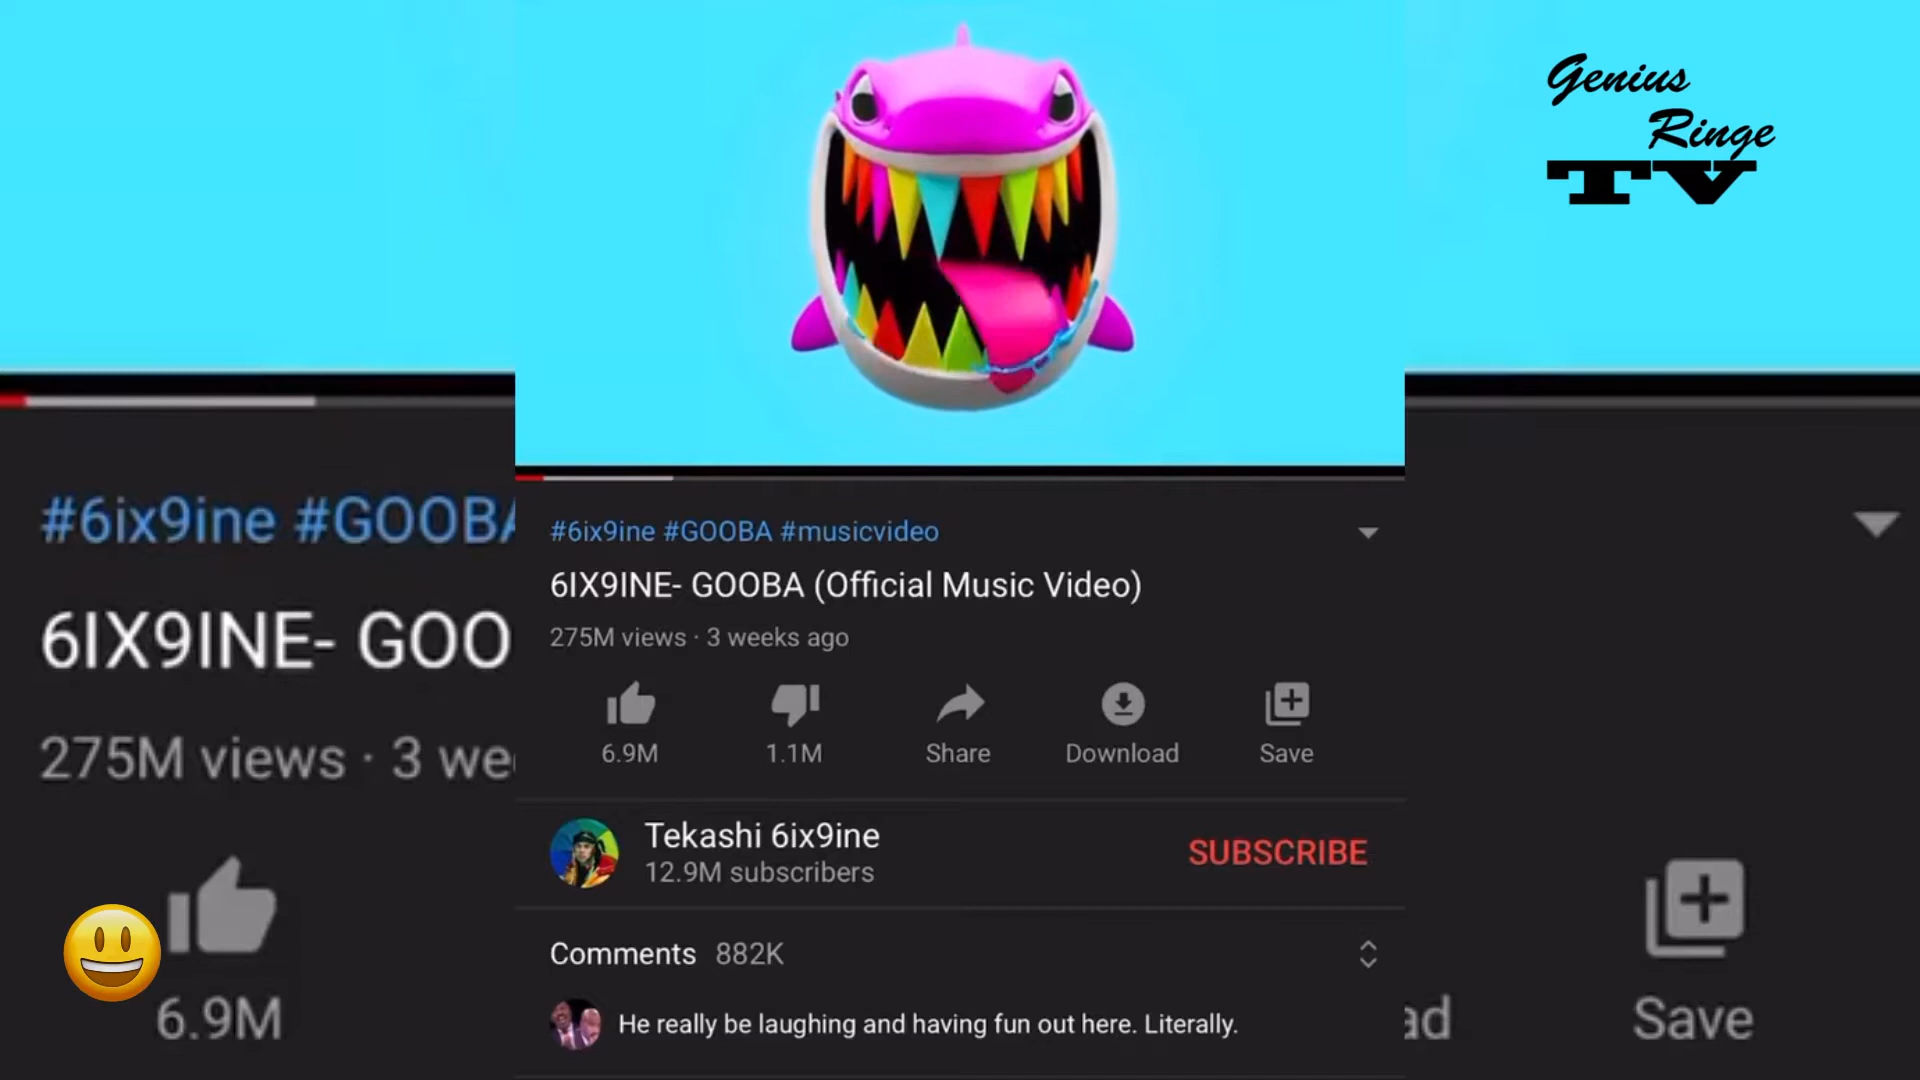 Genius
Ringe
TV
#6ix9ine #GOOBA #musicvideo
6IX9INE- GOOBA (Official Music Video)
275M views · 3 weeks ago
6.9M
1.1M
Share
Download
Save
Tekashi 6ix9ine
12.9M subscribers
SUBSCRIBE
Comments 882K
He really be laughing and having fun out here. Literally.
#6ix9ine #GOOBA
6IX9INE- GOO
275M views · 3 we
6.9M
ad
Save